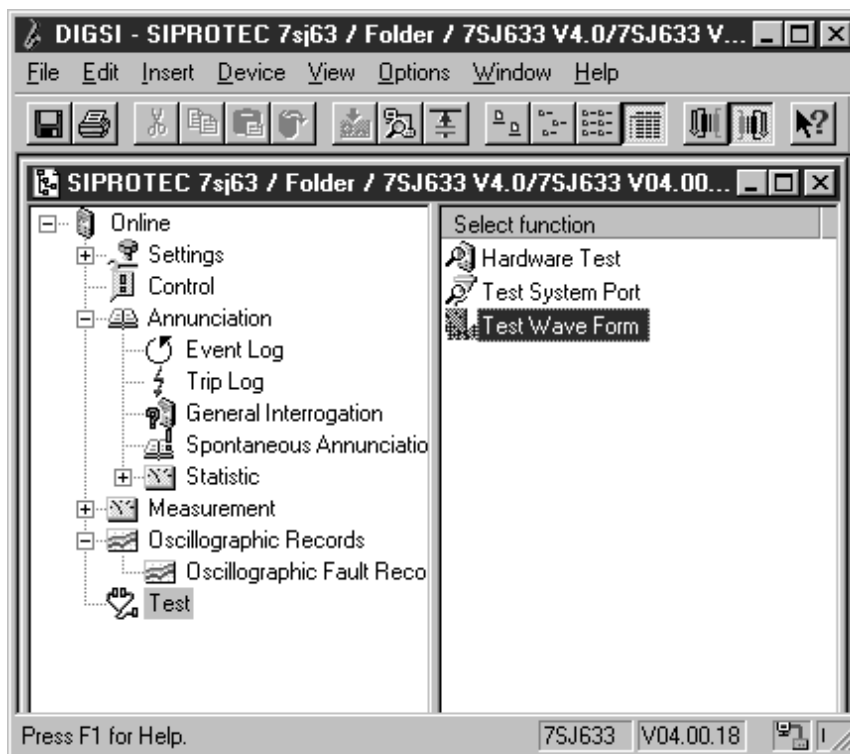 DIGSI - SIPROTEC 7sj63 / Folder / 7SJ633 V4.0/7SJ633 V...
File Edit Insert Device View Options Window Help
SIPROTEC 7sj63 / Folder / 7SJ633 V4.0/7SJ633 V04.00...
Online
Settings
Control
Annunciation
Event Log
Trip Log
General Interrogation
Spontaneous Annunciatio
Statistic
Measurement
Oscillographic Records
Oscillographic Fault Reco
Test
Select function
Hardware Test
Test System Port
Test Wave Form
Press F1 for Help. 7SJ633 V04.00.18